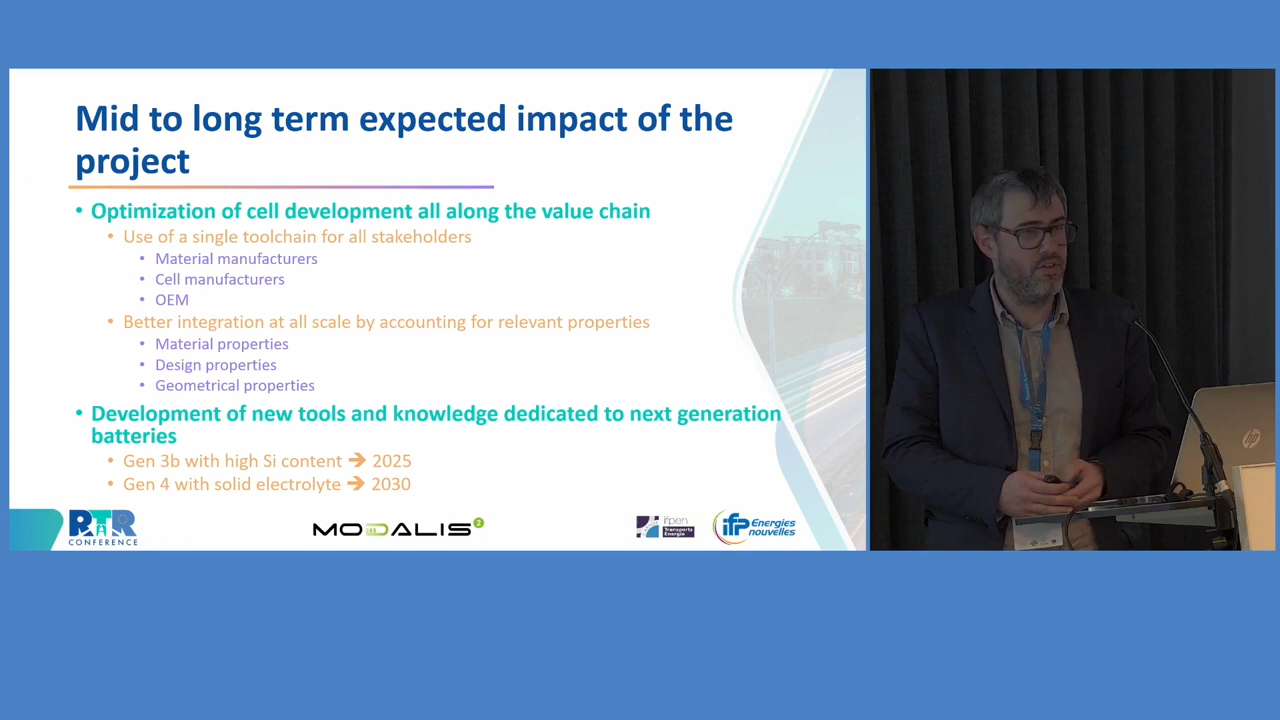 Mid to long term expected impact of the
project
• Optimization of cell development all along the value chain
• Use of a single toolchain for all stakeholders
• Material manufacturers
• Cell manufacturers
• OEM
• Better integration at all scale by accounting for relevant properties
• Material properties
• Design properties
• Geometrical properties
• Development of new tools and knowledge dedicated to next generation
batteries
• Gen 3b with high Si content → 2025
• Gen 4 with solid electrolyte → 2030
RTR
CONFERENCE
MODALIS2
ifpen
Transports
Energie
ifp Energies
nouvelles
hp